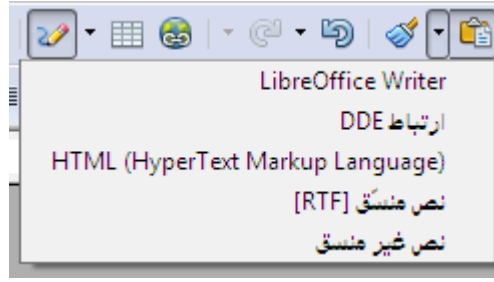 LibreOffice Writer
ارتباط DDE
HTML (HyperText Markup Language)
نص منسّق [RTF]
نص غير منسق